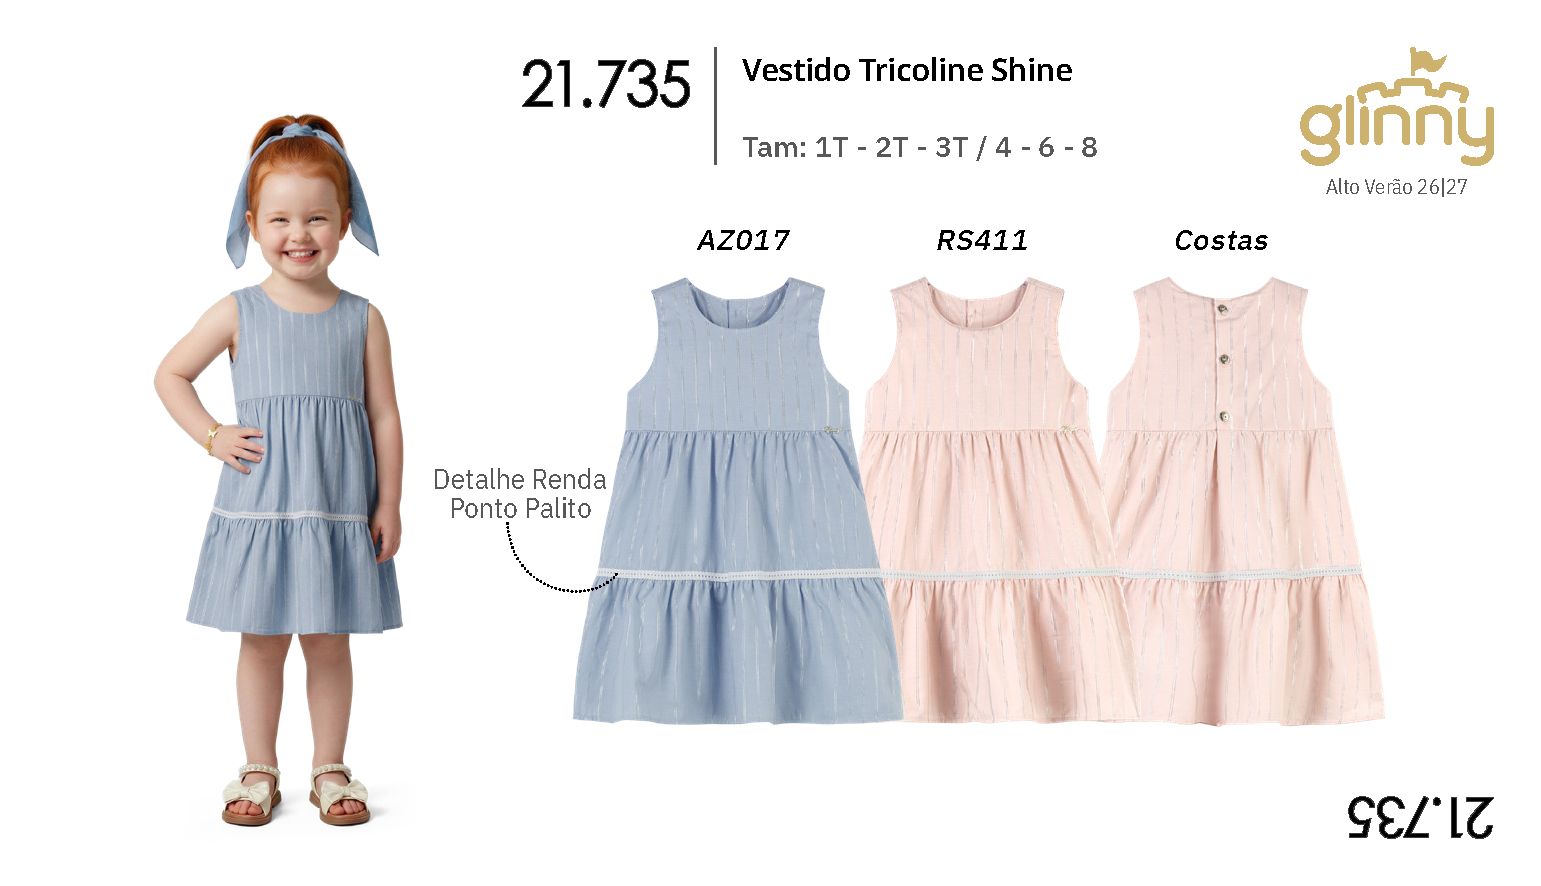 21.735
Vestido Tricoline Shine
Tam: 1T - 2T - 3T / 4 - 6 - 8
glinny
Alto Verão 26|27
AZ017
RS411
Costas
Detalhe Renda
Ponto Palito
21.735